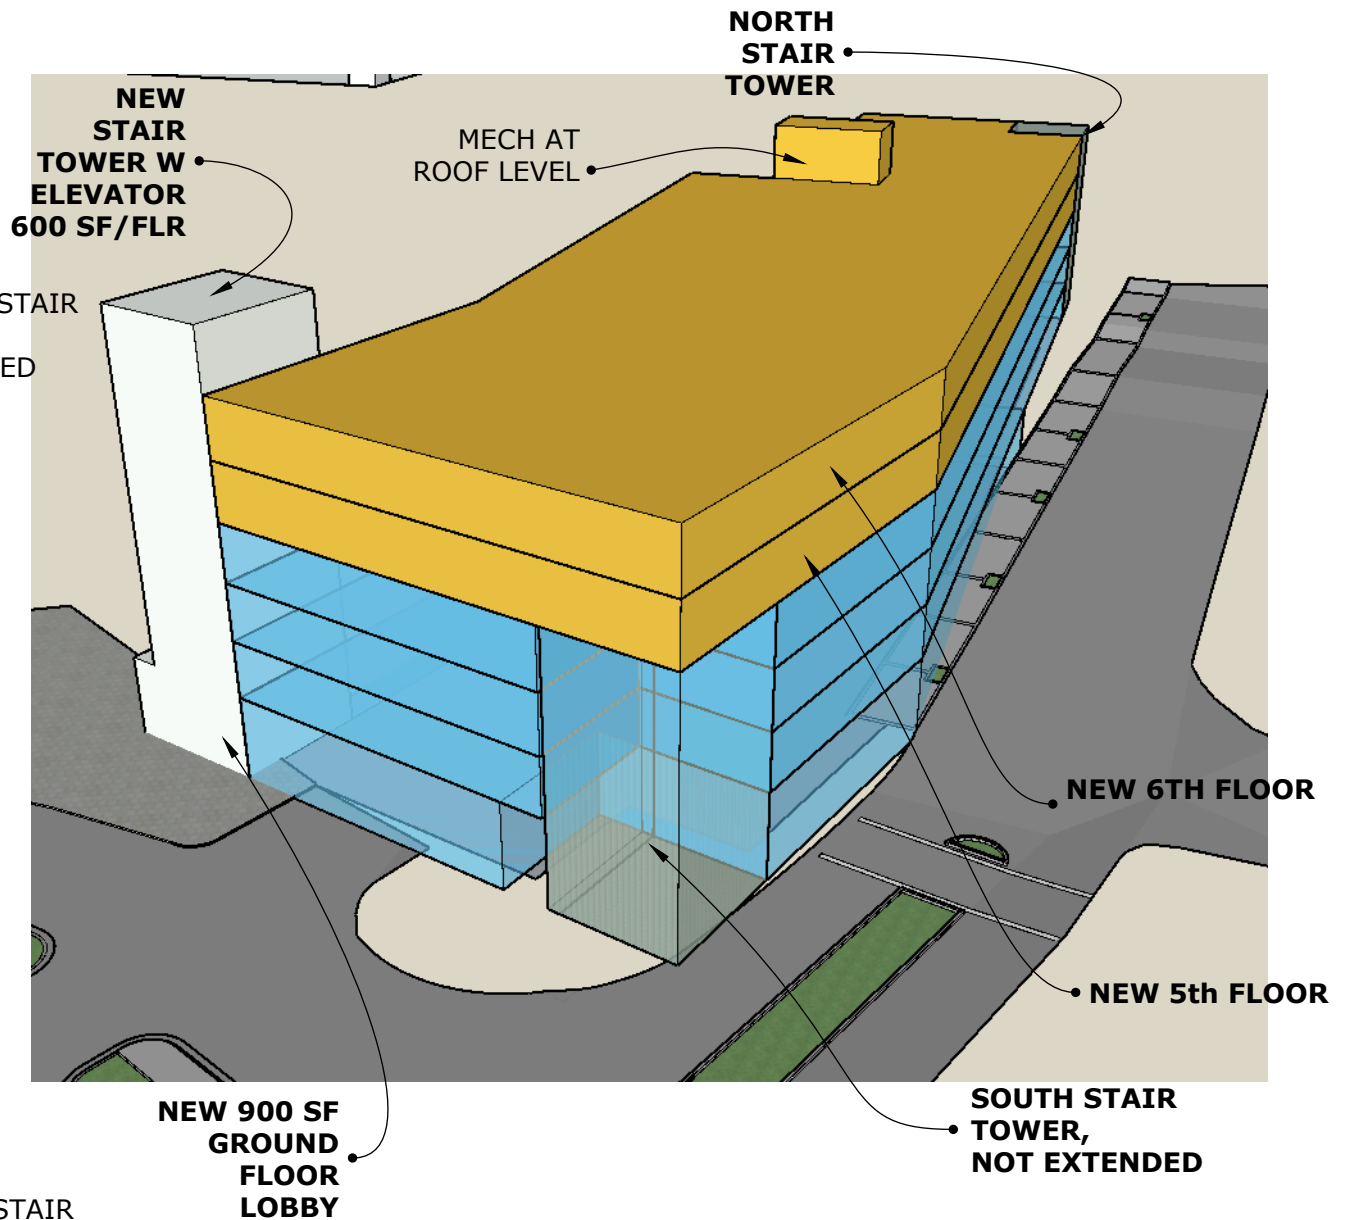 NORTH
STAIR
TOWER
NEW
STAIR
TOWER W
ELEVATOR
600 SF/FLR
MECH AT
ROOF LEVEL
STAIR
ED
NEW 6TH FLOOR
NEW 5th FLOOR
SOUTH STAIR
TOWER,
NOT EXTENDED
NEW 900 SF
GROUND
FLOOR
LOBBY
STAIR